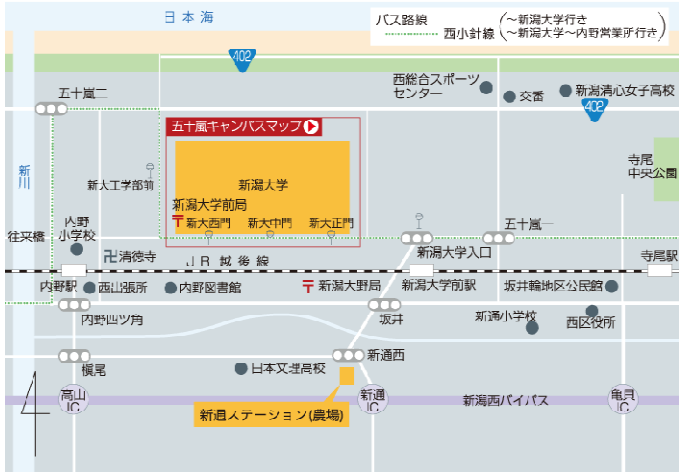 日本海
バス路線
西小針線
(~新潟大学行き
~新潟大学~内野営業所行き)
402
西総合スポーツ
センター
交番
新潟清心女子高校
402
五十嵐二
五十嵐キャンパスマップ
新潟大学
新潟大学前局
新大西門
新大中門
新大正門
新大工学部前
寺尾
中央公園
新川
往来橋
内野
小学校
清徳寺
JR越後線
新潟大学入口
五十嵐一
寺尾駅
内野駅
西出張所
内野図書館
新潟大野局
新潟大学前駅
坂井輪地区公民館
内野四ツ角
坂井
新通小学校
西区役所
槇尾
日本文理高校
新通西
高山
IC
新通ステーション(農場)
新通
IC
新潟西バイパス
亀貝
IC